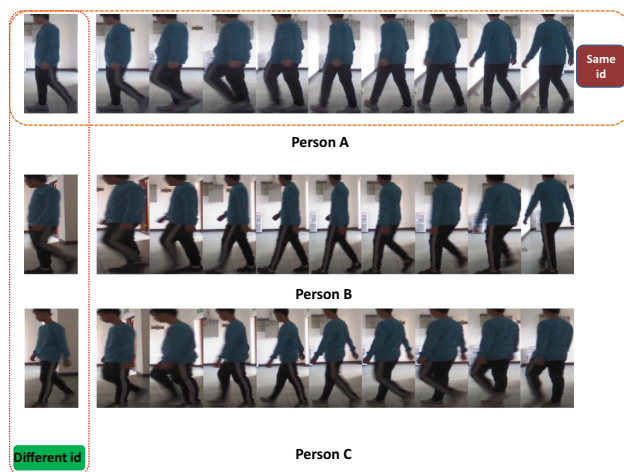 Same
id
Person A
Person B
Person C
Different id